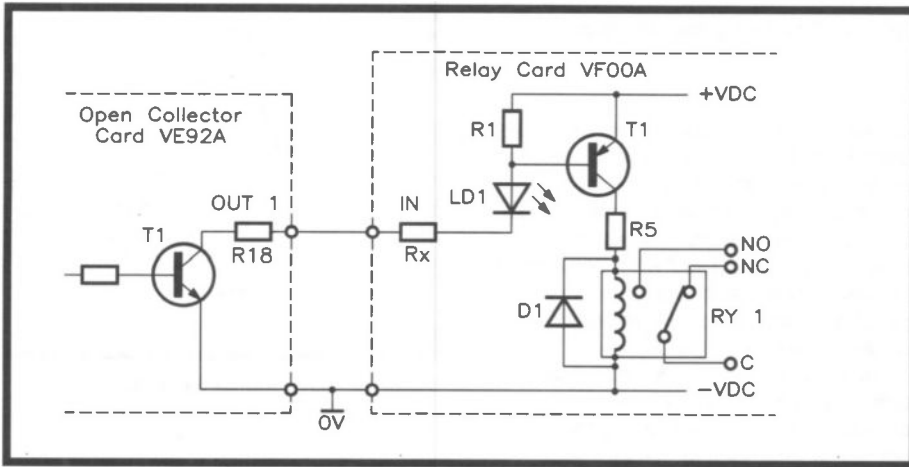 Relay Card VF00A
+VDC
Open Collector
Card VE92A
R1
T1
OUT 1
IN
LD1
T1
R18
Rx
R5
NO
NC
D1
RY 1
C
-VDC
0V